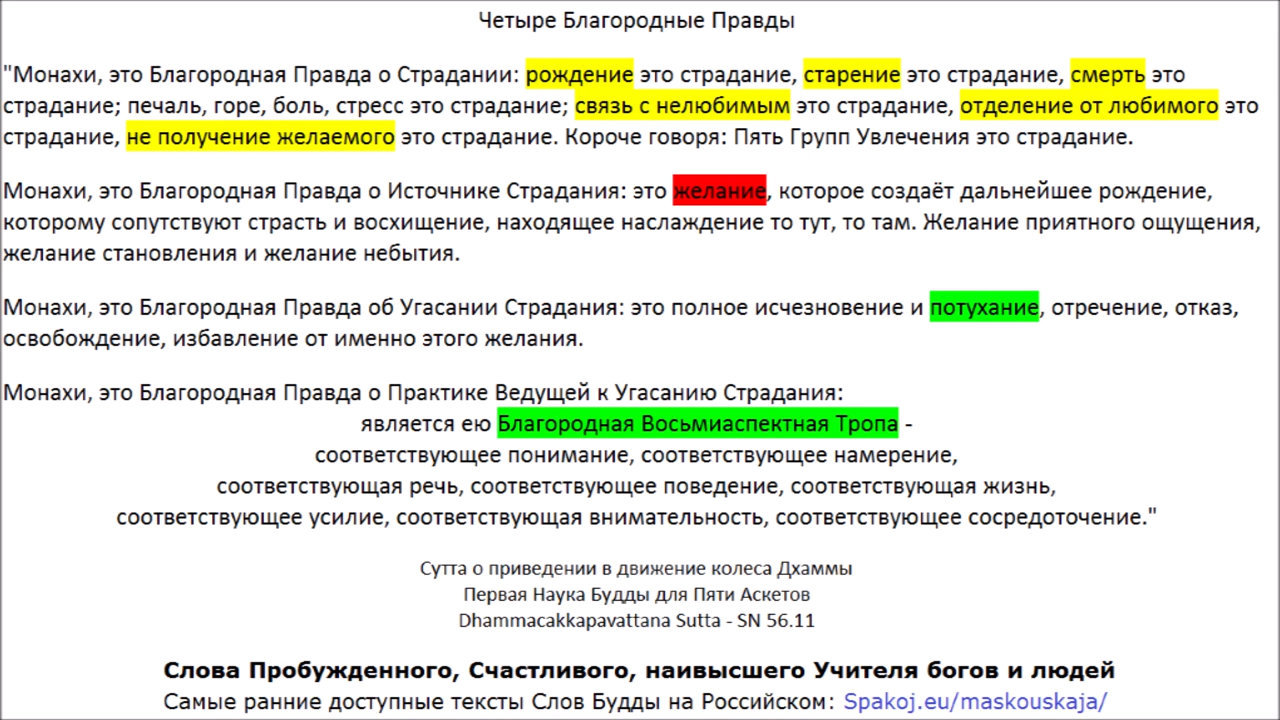 Четыре Благородные Правды
"Монахи, это Благородная Правда о Страдании: рождение это страдание, старение это страдание, смерть это
страдание; печаль, горе, боль, стресс это страдание; связь с нелюбимым это страдание, отделение от любимого это
страдание, не получение желаемого это страдание. Короче говоря: Пять Групп Увлечения это страдание.
Монахи, это Благородная Правда о Источнике Страдания: это желание, которое создаёт дальнейшее рождение,
которому сопутствуют страсть и восхищение, находящее наслаждение то тут, то там. Желание приятного ощущения,
желание становления и желание небытия.
Монахи, это Благородная Правда об Угасании Страдания: это полное исчезновение и потухание, отречение, отказ,
освобождение, избавление от именно этого желания.
Монахи, это Благородная Правда о Практике Ведущей к Угасанию Страдания:
является ею Благородная Восьмиаспектная Тропа -
соответствующее понимание, соответствующее намерение,
соответствующая речь, соответствующее поведение, соответствующая жизнь,
соответствующее усилие, соответствующая внимательность, соответствующее сосредоточение."
Сутта о приведении в движение колеса Дхаммы
Первая Наука Будды для Пяти Аскетов
Dhammacakkapavattana Sutta - SN 56.11
Слова Пробужденного, Счастливого, наивысшего Учителя богов и людей
Самые ранние доступные тексты Слов Будды на Российском: Spakoj.eu/maskouskaja/